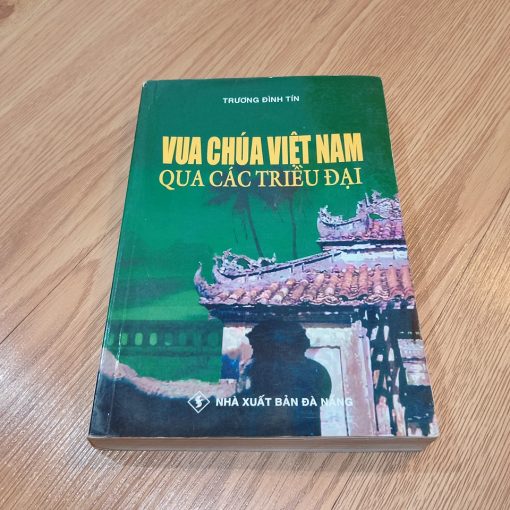 TRƯƠNG ĐÌNH TÍN
VUA CHÚA VIỆT NAM
QUA CÁC TRIỀU ĐẠI
NHÀ XUẤT BẢN ĐÀ NẴNG